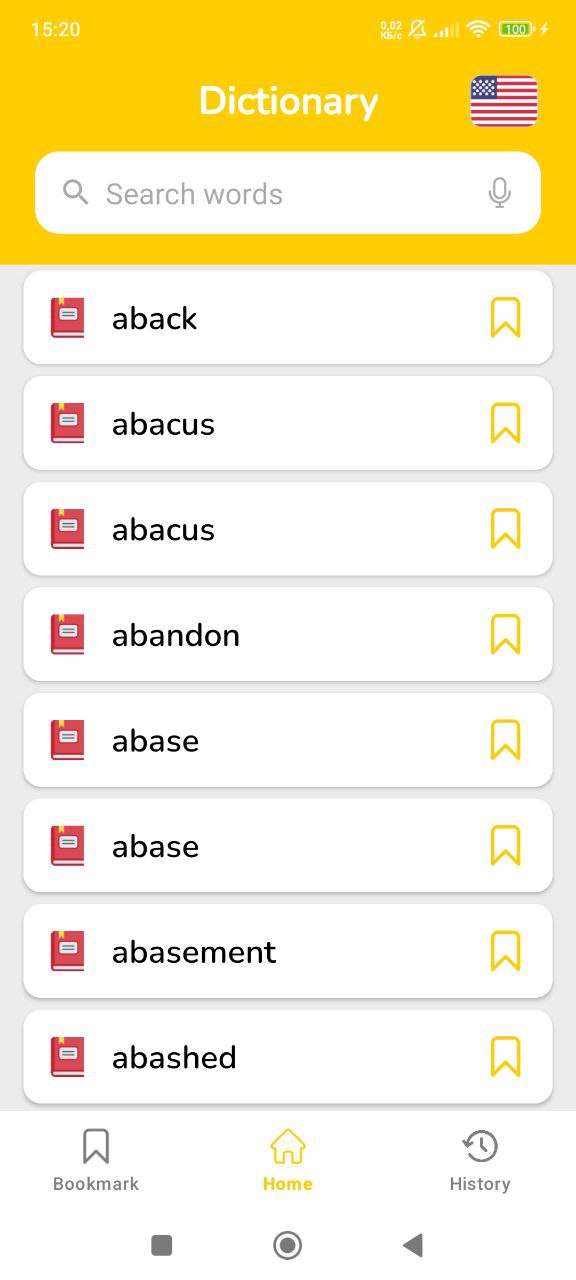 15:20
0,02
КБ/с
100
Dictionary
Search words
aback
abacus
abacus
abandon
abase
abase
abasement
abashed
Bookmark
Home
History